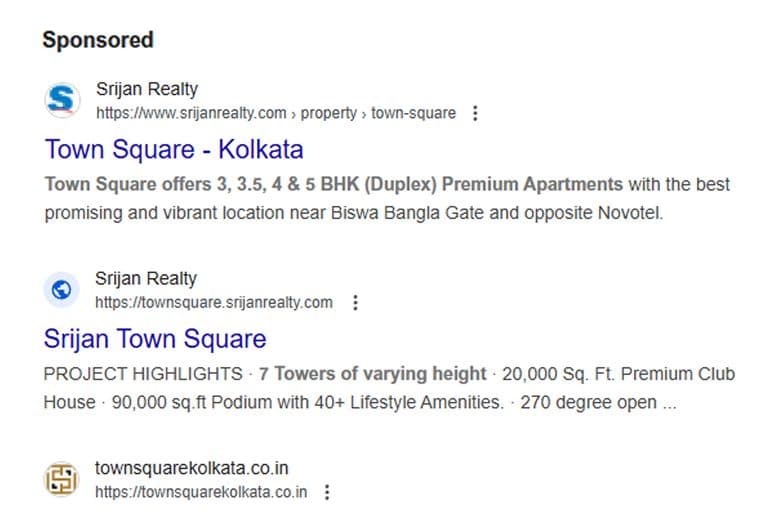 Sponsored
Srijan Realty
https://www.srijanrealty.com › property › town-square
Town Square - Kolkata
Town Square offers 3, 3.5, 4 & 5 BHK (Duplex) Premium Apartments with the best
promising and vibrant location near Biswa Bangla Gate and opposite Novotel.
Srijan Realty
https://townsquare.srijanrealty.com
Srijan Town Square
PROJECT HIGHLIGHTS · 7 Towers of varying height · 20,000 Sq. Ft. Premium Club
House · 90,000 sq.ft Podium with 40+ Lifestyle Amenities. · 270 degree open ...
townsquarekolkata.co.in
https://townsquarekolkata.co.in